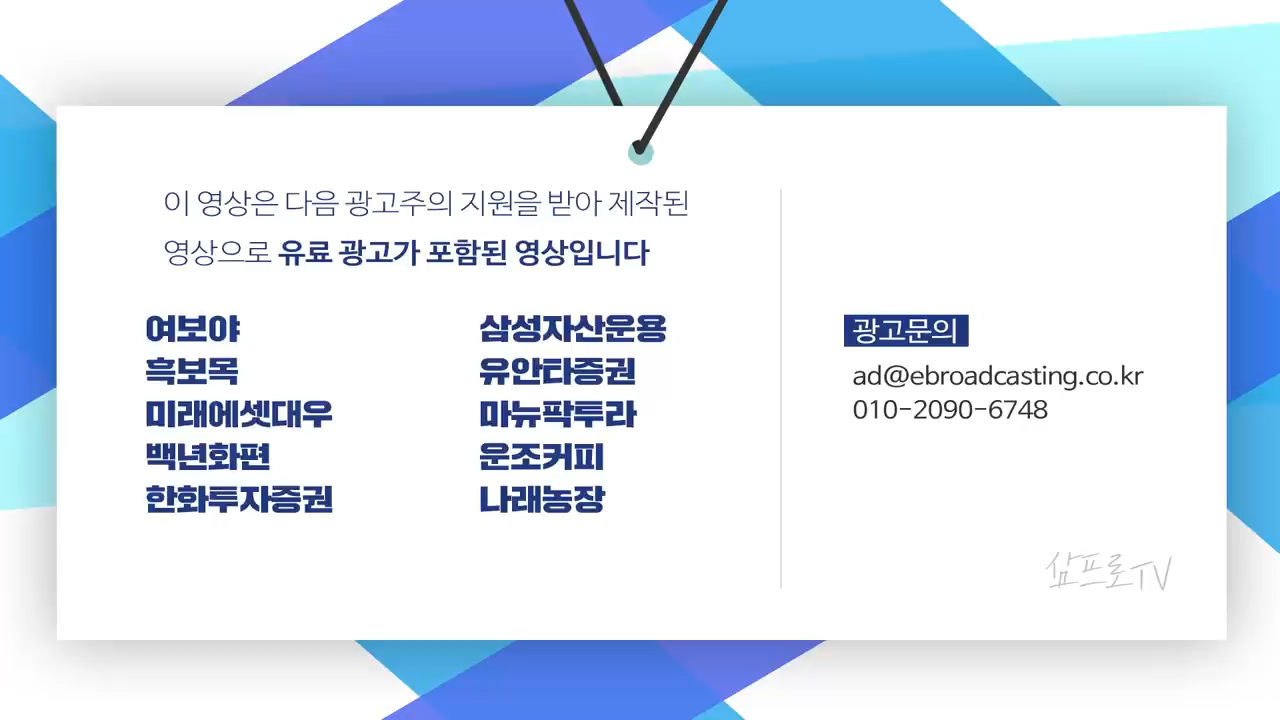 이 영상은 다음 광고주의 지원을 받아 제작된
영상으로 유료 광고가 포함된 영상입니다
여보야
흑보목
미래에셋대우
백년화편
한화투자증권
삼성자산운용
유안타증권
마뉴팍투라
운조커피
나래농장
광고문의
ad@ebroadcasting.co.kr
010-2090-6748
삼프로TV